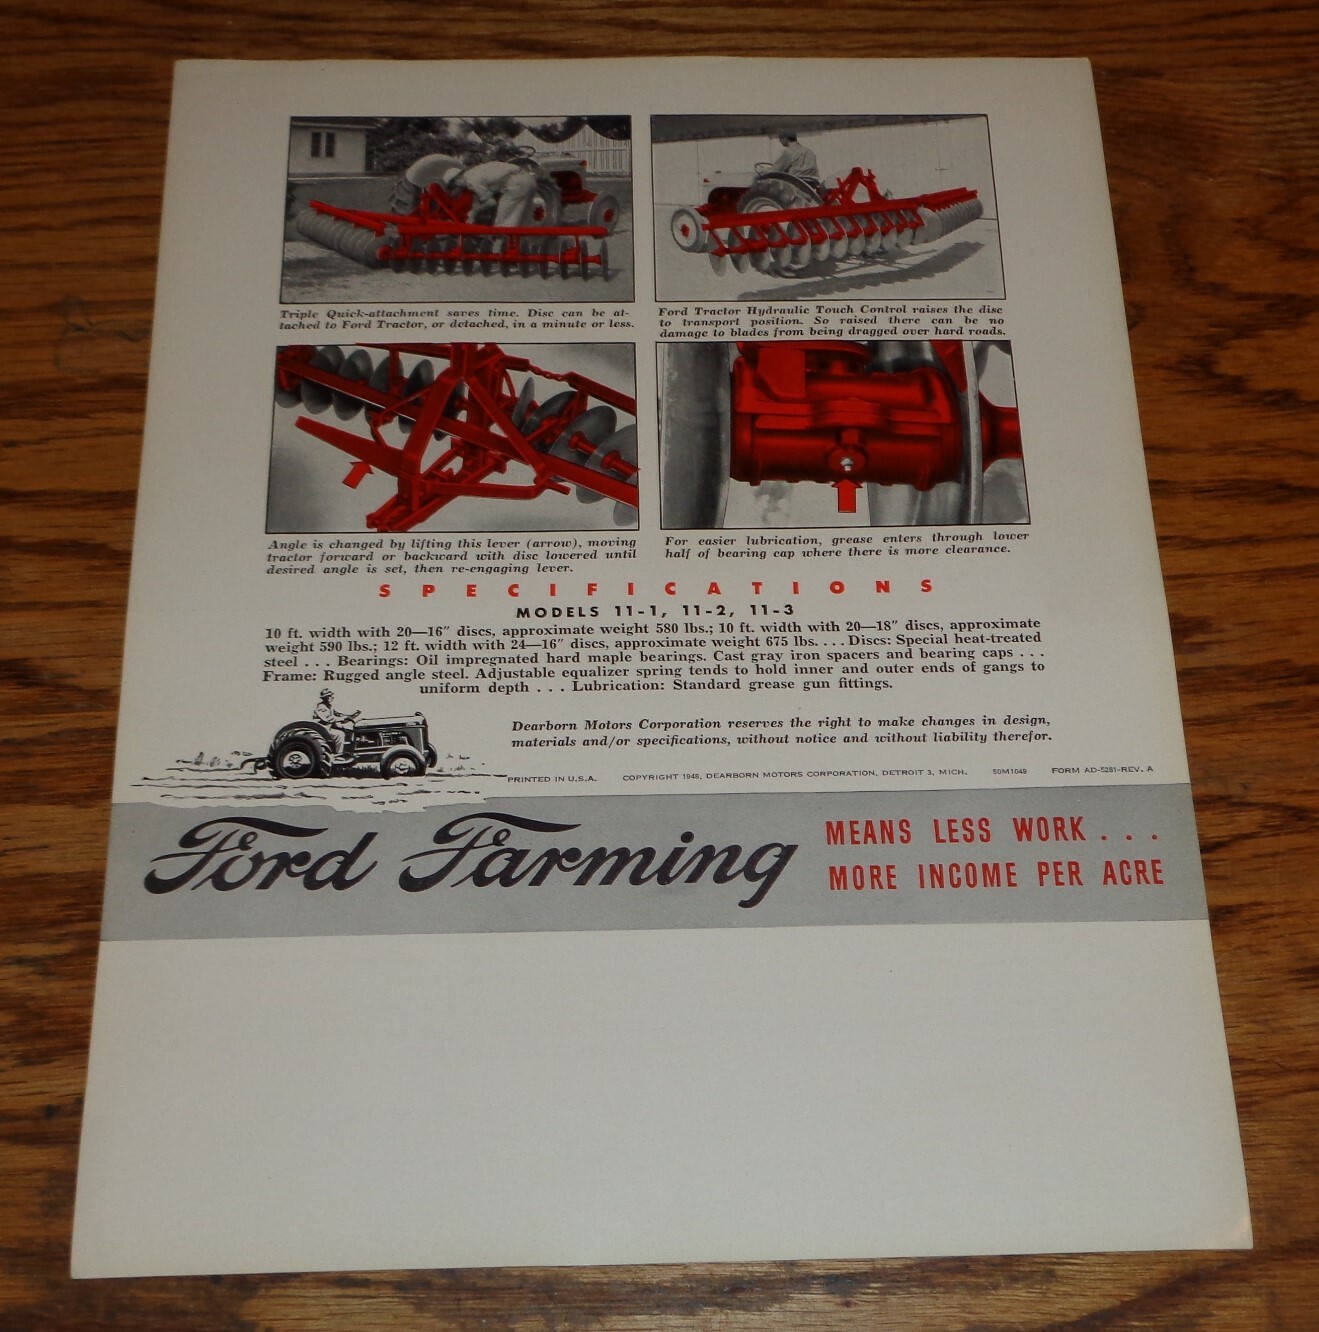 Triple Quick-attachment saves time. Disc can be at-
tached to Ford Tractor, or detached, in a minute or less.
Ford Tractor Hydraulic Touch Control raises the disc
to transport position. So raised there can be no
damage to blades from being dragged over hard roads.
Angle is changed by lifting this lever (arrow), moving
tractor forward or backward with disc lowered until
desired angle is set, then re-engaging lever.
For easier lubrication, grease enters through lower
half of bearing cap where there is more clearance.
SPECIFICATIONS
MODELS 11-1, 11-2, 11-3
10 ft. width with 20—16" discs, approximate weight 580 lbs.; 10 ft. width with 20—18" discs, approximate
weight 590 lbs.; 12 ft. width with 24—16" discs, approximate weight 675 lbs. . . . Discs: Special heat-treated
steel . . . Bearings: Oil impregnated hard maple bearings. Cast gray iron spacers and bearing caps . . .
Frame: Rugged angle steel. Adjustable equalizer spring tends to hold inner and outer ends of gangs to
uniform depth . . . Lubrication: Standard grease gun fittings.
Dearborn Motors Corporation reserves the right to make changes in design,
materials and/or specifications, without notice and without liability therefor.
PRINTED IN U.S.A. COPYRIGHT 1948, DEARBORN MOTORS CORPORATION, DETROIT 3, MICH. 50M1049 FORM AD-5281-REV. A
Ford Farming
MEANS LESS WORK . . .
MORE INCOME PER ACRE